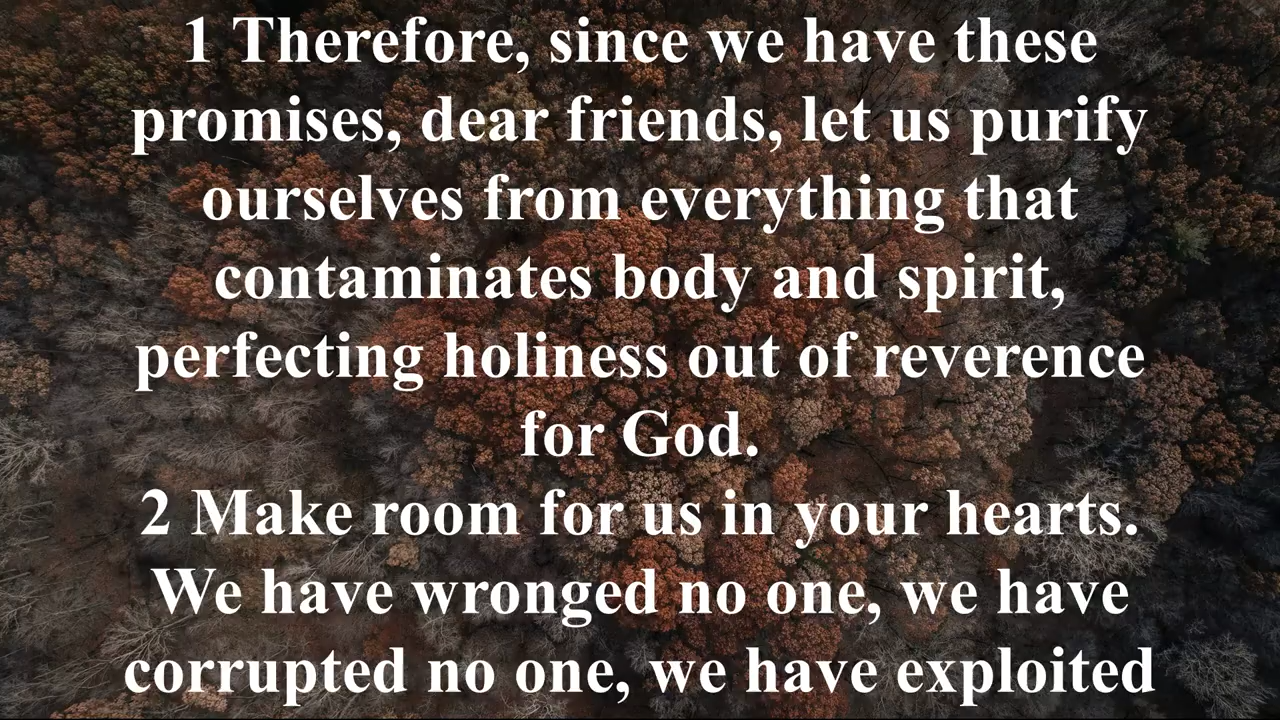 1 Therefore, since we have these
promises, dear friends, let us purify
ourselves from everything that
contaminates body and spirit,
perfecting holiness out of reverence
for God.
2 Make room for us in your hearts.
We have wronged no one, we have
corrupted no one, we have exploited